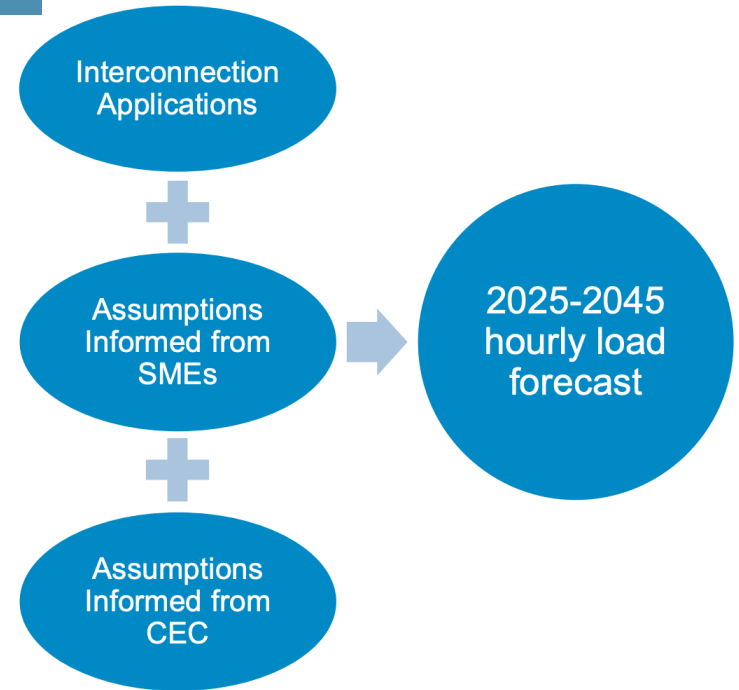 Interconnection
Applications
Assumptions
Informed from
SMEs
Assumptions
Informed from
CEC
2025-2045
hourly load
forecast